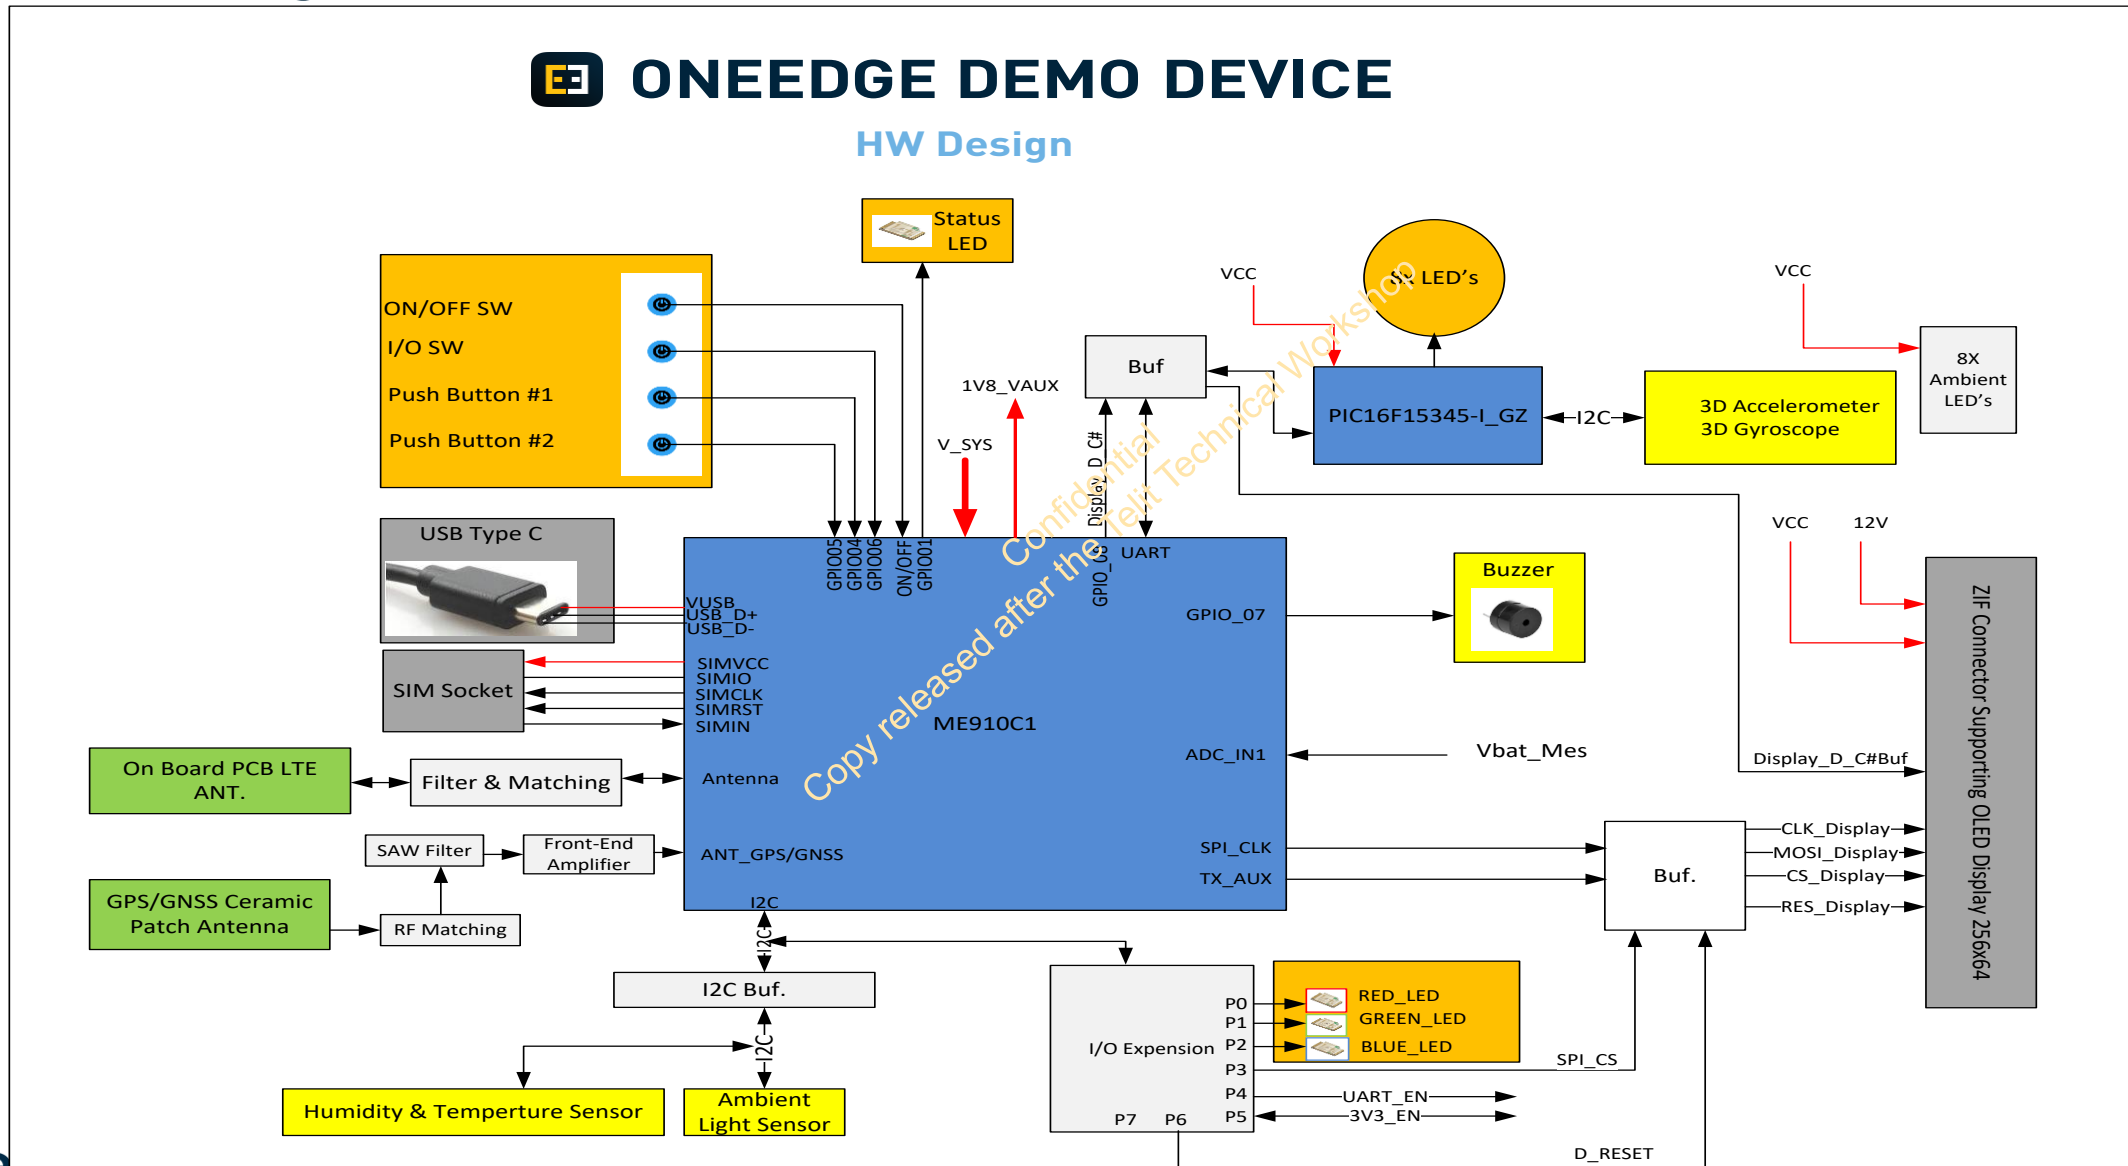 ONEEDGE DEMO DEVICE
HW Design
Status
LED
ON/OFF SW
I/O SW
Push Button #1
Push Button #2
VCC
8x LED's
VCC
8X
Ambient
LED's
Buf
1V8_VAUX
V_SYS
PIC16F15345-I_GZ
I2C
3D Accelerometer
3D Gyroscope
Display_D_C#
USB Type C
GPIO05
GPIO04
GPIO06
ON/OFF
GPIO01
GPIO_08
UART
VUSB
USB_D+
USB_D-
SIM Socket
SIMVCC
SIMIO
SIMCLK
SIMRST
SIMIN
ME910C1
GPIO_07
Buzzer
VCC
12V
ZIF Connector Supporting OLED Display 256x64
ADC_IN1
Vbat_Mes
Display_D_C#Buf
On Board PCB LTE
ANT.
Filter & Matching
Antenna
SAW Filter
Front-End
Amplifier
ANT_GPS/GNSS
SPI_CLK
TX_AUX
Buf.
CLK_Display
MOSI_Display
CS_Display
RES_Display
GPS/GNSS Ceramic
Patch Antenna
RF Matching
I2C
I2C
I2C Buf.
I2C
Humidity & Temperture Sensor
Ambient
Light Sensor
I/O Expension
P0
P1
P2
P3
P4
P5
P7
P6
RED_LED
GREEN_LED
BLUE_LED
SPI_CS
UART_EN
3V3_EN
D_RESET
Confidential
Copy released after the Telit Technical Workshop